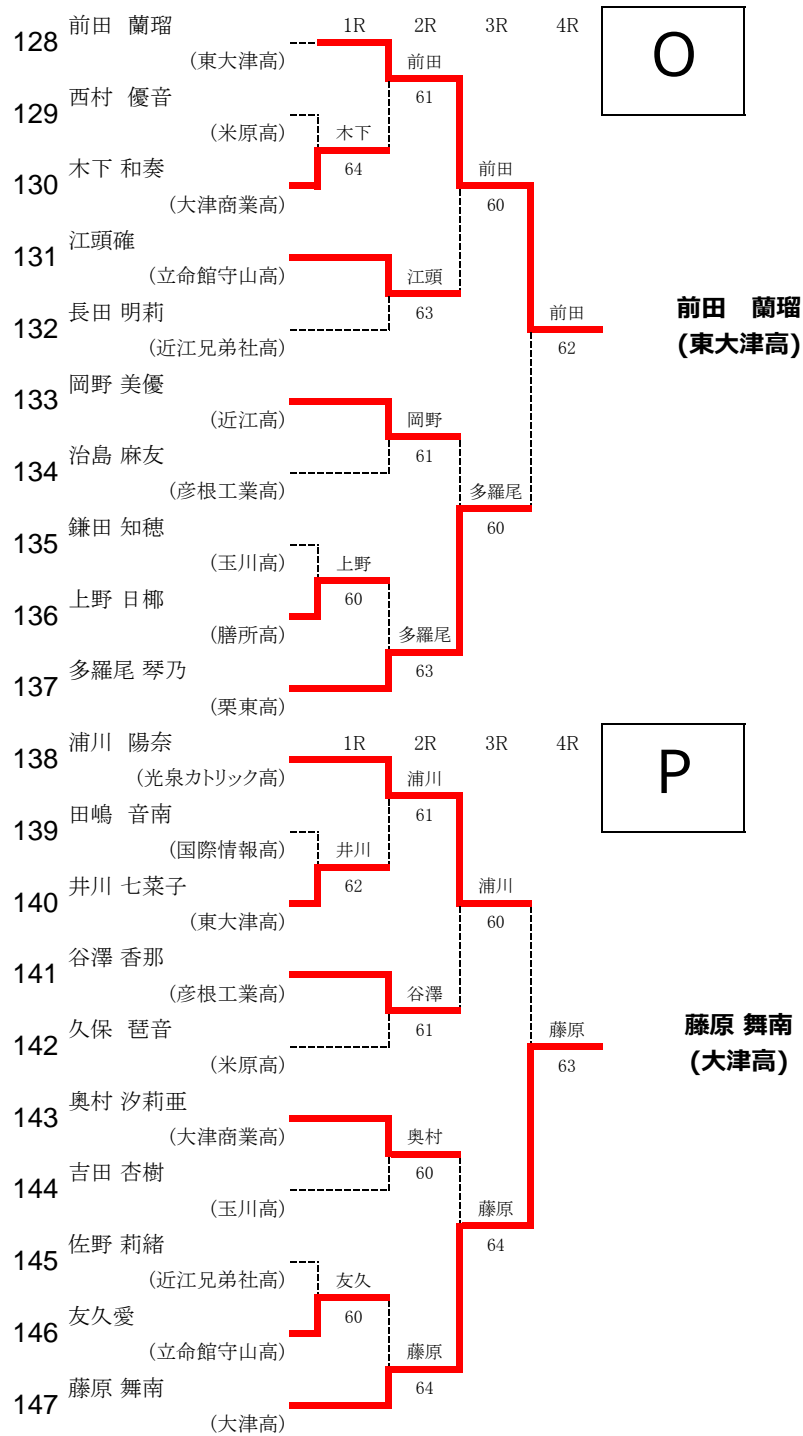 1R 2R 3R 4R
O
128 前田 蘭瑠
(東大津高)
前田
61
129 西村 優音
(米原高)
木下
64
130 木下 和奏
(大津商業高)
前田
60
131 江頭確
(立命館守山高)
江頭
63
132 長田 明莉
(近江兄弟社高)
前田
62
前田 蘭瑠
(東大津高)
133 岡野 美優
(近江高)
岡野
61
134 治島 麻友
(彦根工業高)
多羅尾
60
135 鎌田 知穂
(玉川高)
上野
60
136 上野 日椰
(膳所高)
多羅尾
63
137 多羅尾 琴乃
(栗東高)
1R 2R 3R 4R
P
138 浦川 陽奈
(光泉カトリック高)
浦川
61
139 田嶋 音南
(国際情報高)
井川
62
140 井川 七菜子
(東大津高)
浦川
60
141 谷澤 香那
(彦根工業高)
谷澤
61
142 久保 琶音
(米原高)
藤原
63
藤原 舞南
(大津高)
143 奥村 汐莉亜
(大津商業高)
奥村
60
144 吉田 杏樹
(玉川高)
藤原
64
145 佐野 莉緒
(近江兄弟社高)
友久
60
146 友久愛
(立命館守山高)
藤原
64
147 藤原 舞南
(大津高)